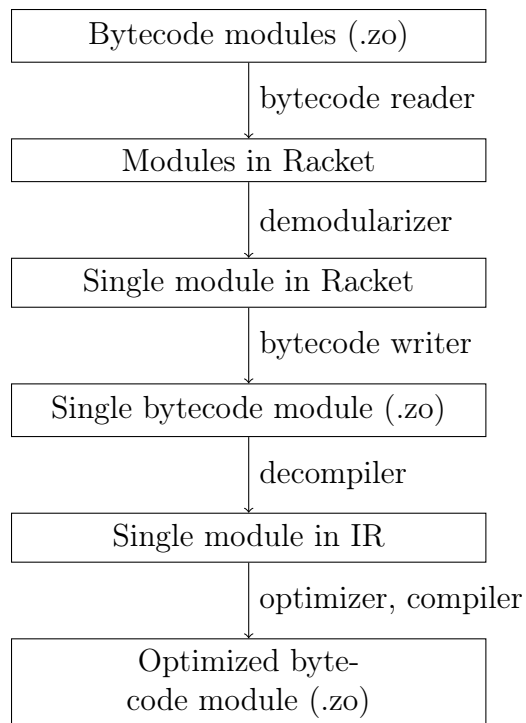 Bytecode modules (.zo)
bytecode reader
Modules in Racket
demodularizer
Single module in Racket
bytecode writer
Single bytecode module (.zo)
decompiler
Single module in IR
optimizer, compiler
Optimized byte-
code module (.zo)